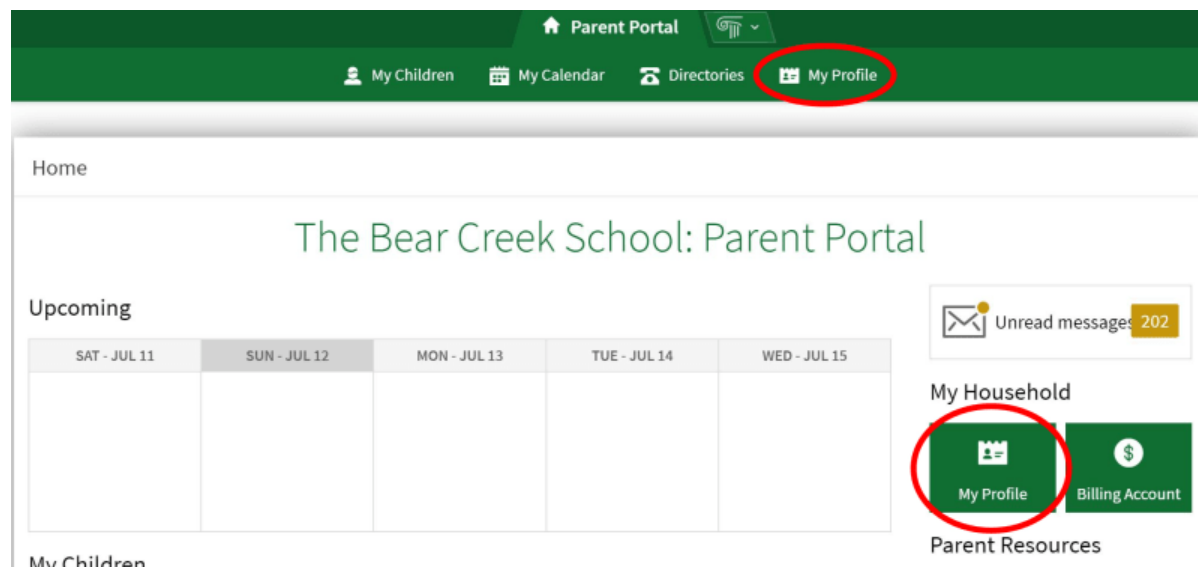 Parent Portal
My Children My Calendar Directories My Profile
Home
The Bear Creek School: Parent Portal
Upcoming
SAT - JUL 11 SUN - JUL 12 MON - JUL 13 TUE - JUL 14 WED - JUL 15
Unread messages 202
My Household
My Profile Billing Account
Parent Resources
My Children